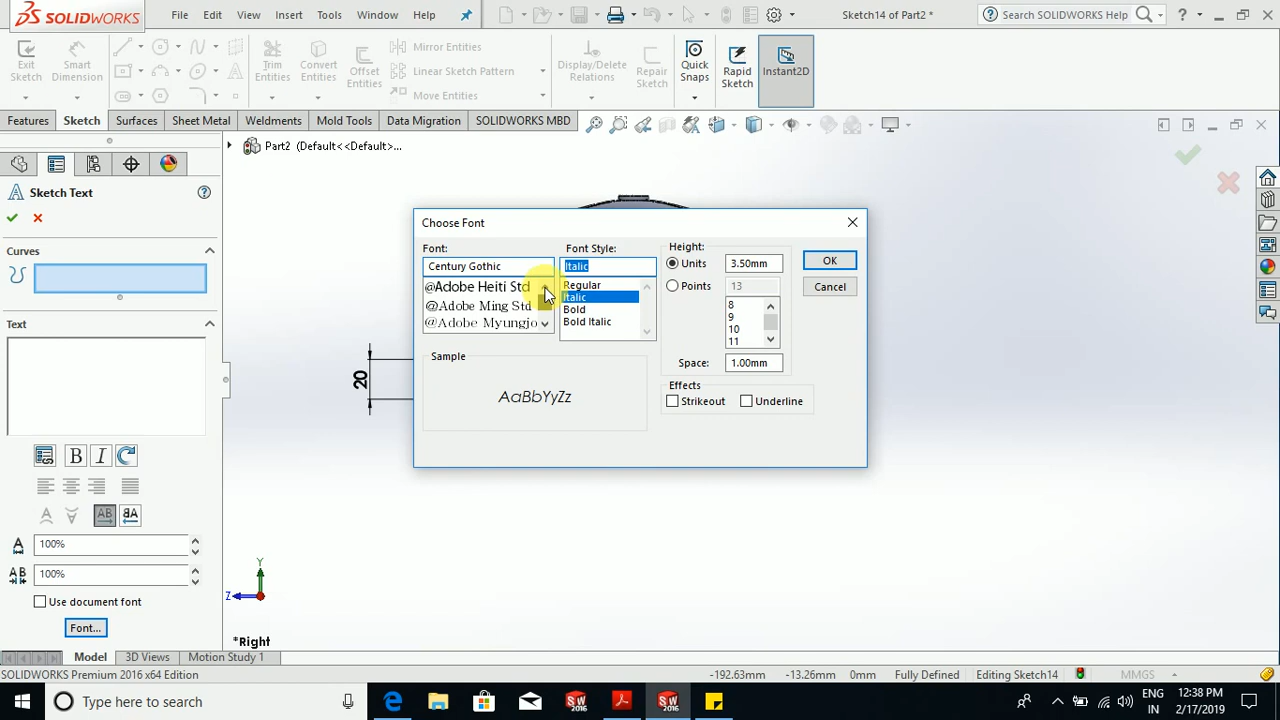 SOLIDWORKS
File Edit View Insert Tools Window Help
Sketch14 of Part2 *
Search SOLIDWORKS Help
Exit Sketch
Smart Dimension
Trim Entities
Convert Entities
Offset Entities
Mirror Entities
Linear Sketch Pattern
Move Entities
Display/Delete Relations
Repair Sketch
Quick Snaps
Rapid Sketch
Instant2D
Features Sketch Surfaces Sheet Metal Weldments Mold Tools Data Migration SOLIDWORKS MBD
Part2 (Default<<Default>...
Sketch Text
Curves
Text
100%
100%
Use document font
Font...
20
Choose Font
Font:
Century Gothic
@Adobe Heiti Std
@Adobe Ming Std
@Adobe Myungjo
Font Style:
Italic
Regular
Italic
Bold
Bold Italic
Sample
AaBbYyZz
Height:
Units 3.50mm
Points 13
8
9
10
11
Space: 1.00mm
Effects
Strikeout Underline
OK
Cancel
Y
Z
*Right
Model 3D Views Motion Study 1
SOLIDWORKS Premium 2016 x64 Edition
-192.63mm -13.26mm 0mm Fully Defined Editing Sketch14 MMGS
Type here to search
ENG
IN
12:38 PM
2/17/2019